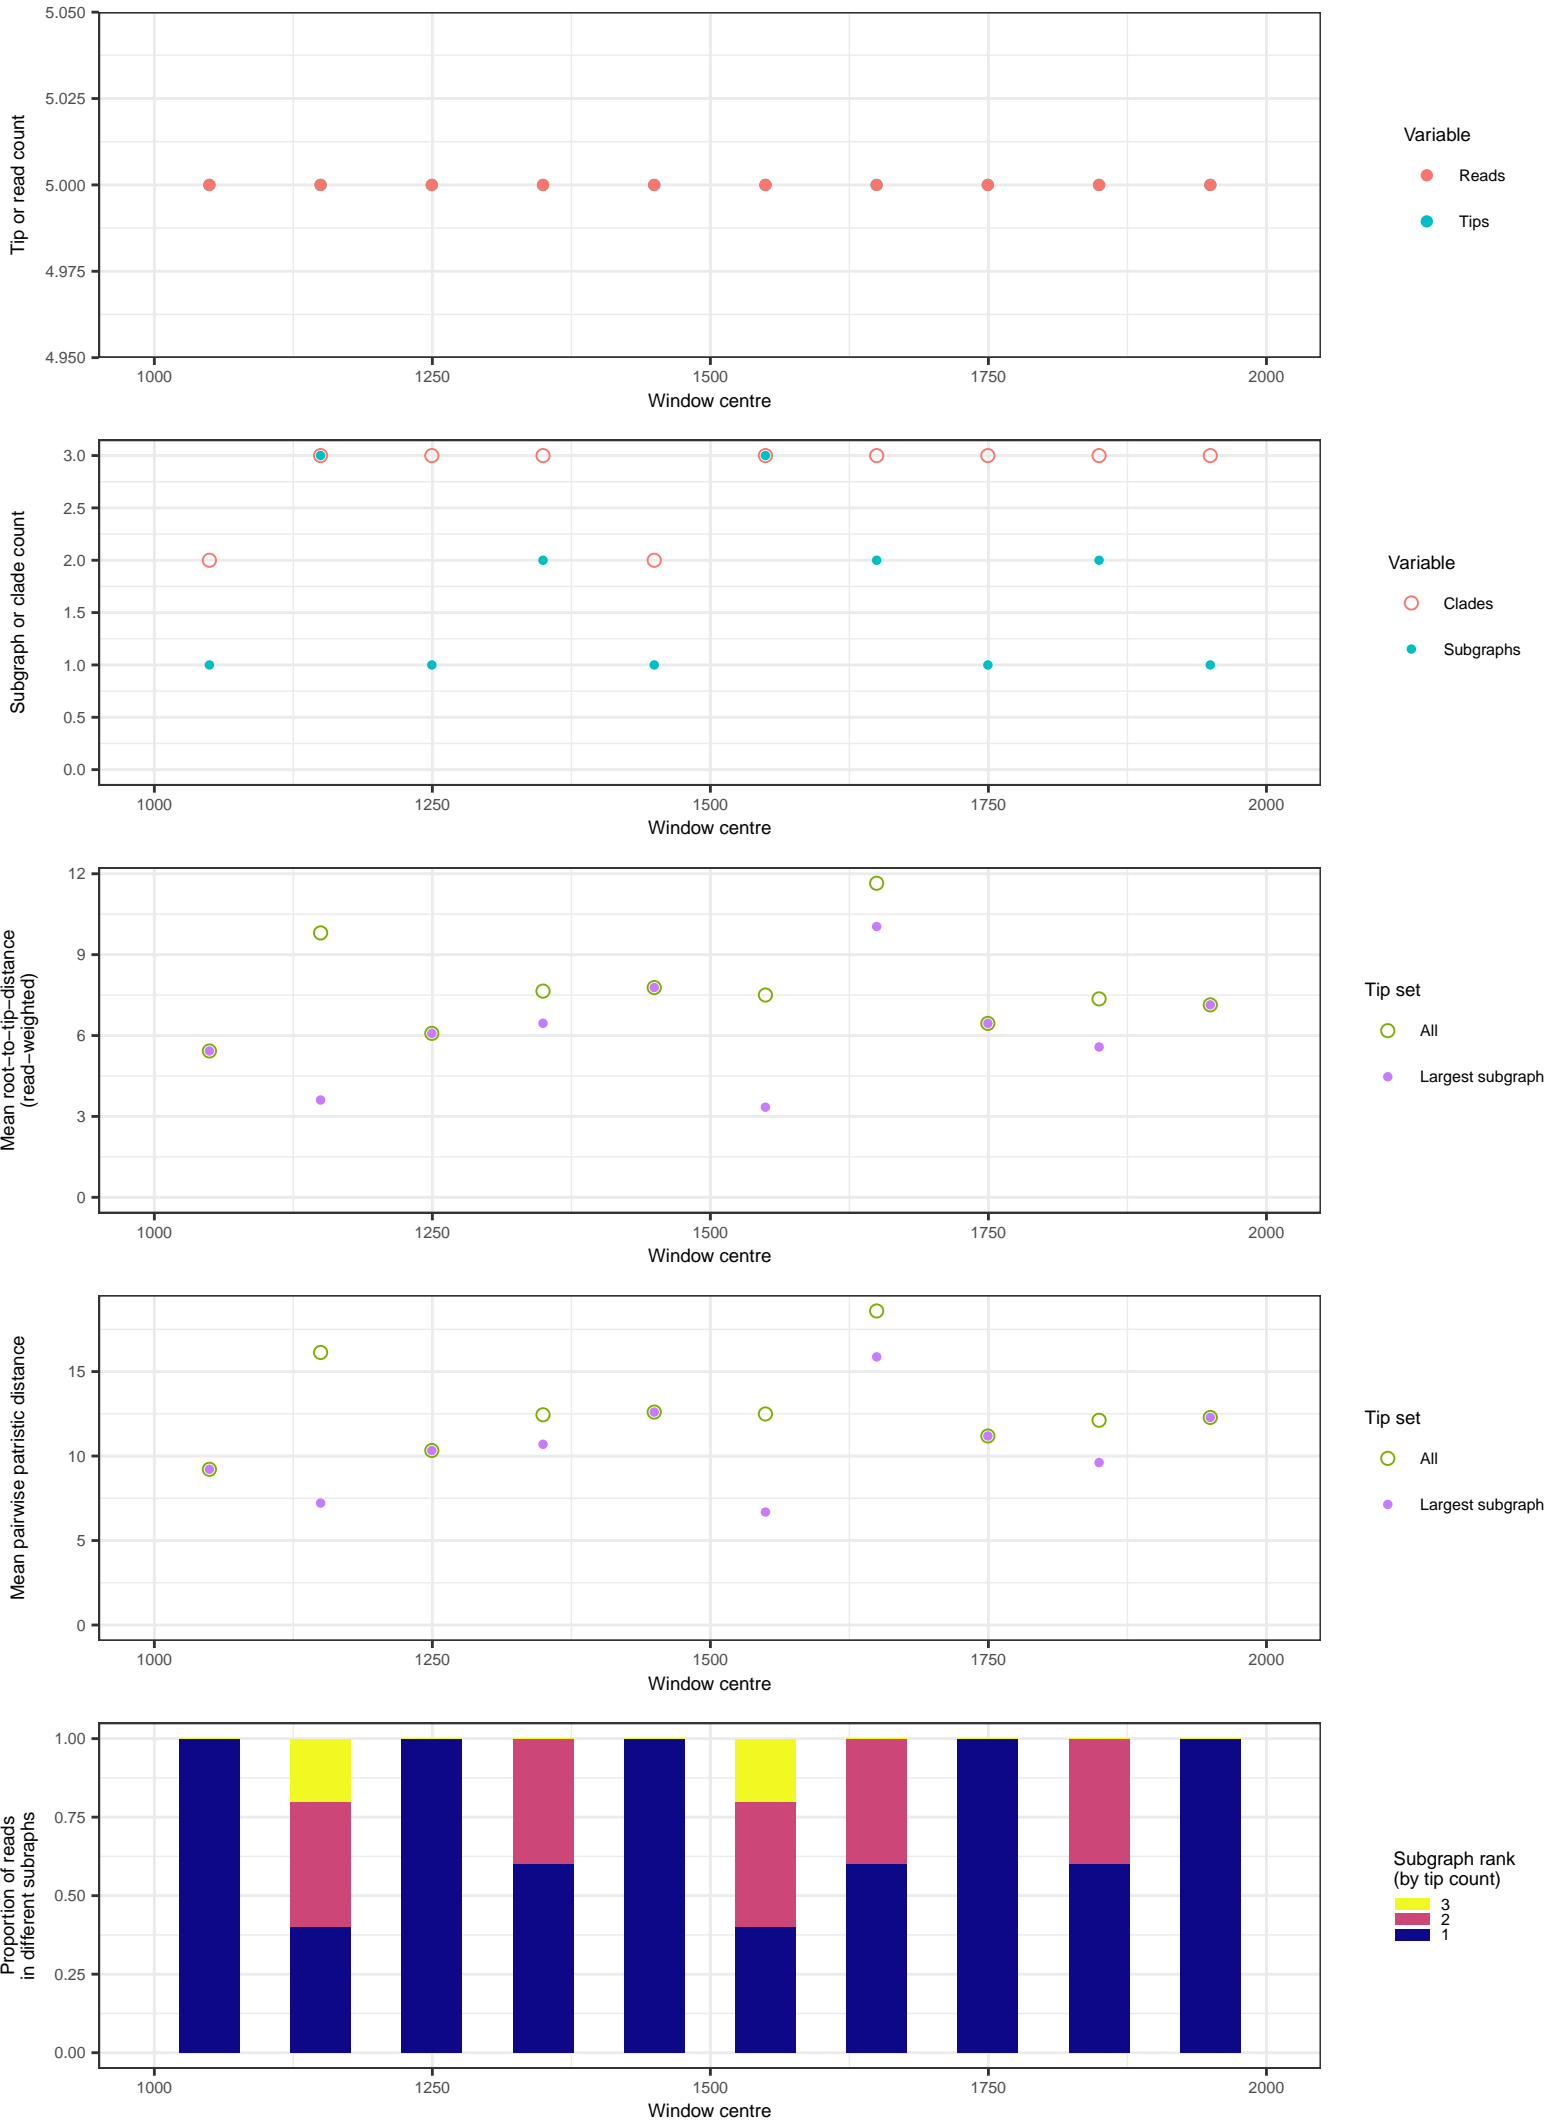 5.050
5.025
5.000
4.975
4.950
Tip or read count
1000 1250 1500 1750 2000
Window centre
Variable
Reads
Tips
3.0
2.5
2.0
1.5
1.0
0.5
0.0
Subgraph or clade count
1000 1250 1500 1750 2000
Window centre
Variable
Clades
Subgraphs
12
9
6
3
0
Mean root−to−tip−distance
(read−weighted)
1000 1250 1500 1750 2000
Window centre
Tip set
All
Largest subgraph
15
10
5
0
Mean pairwise patristic distance
1000 1250 1500 1750 2000
Window centre
Tip set
All
Largest subgraph
1.00
0.75
0.50
0.25
0.00
Proportion of reads
in different subraphs
1000 1250 1500 1750 2000
Window centre
Subgraph rank
(by tip count)
3
2
1